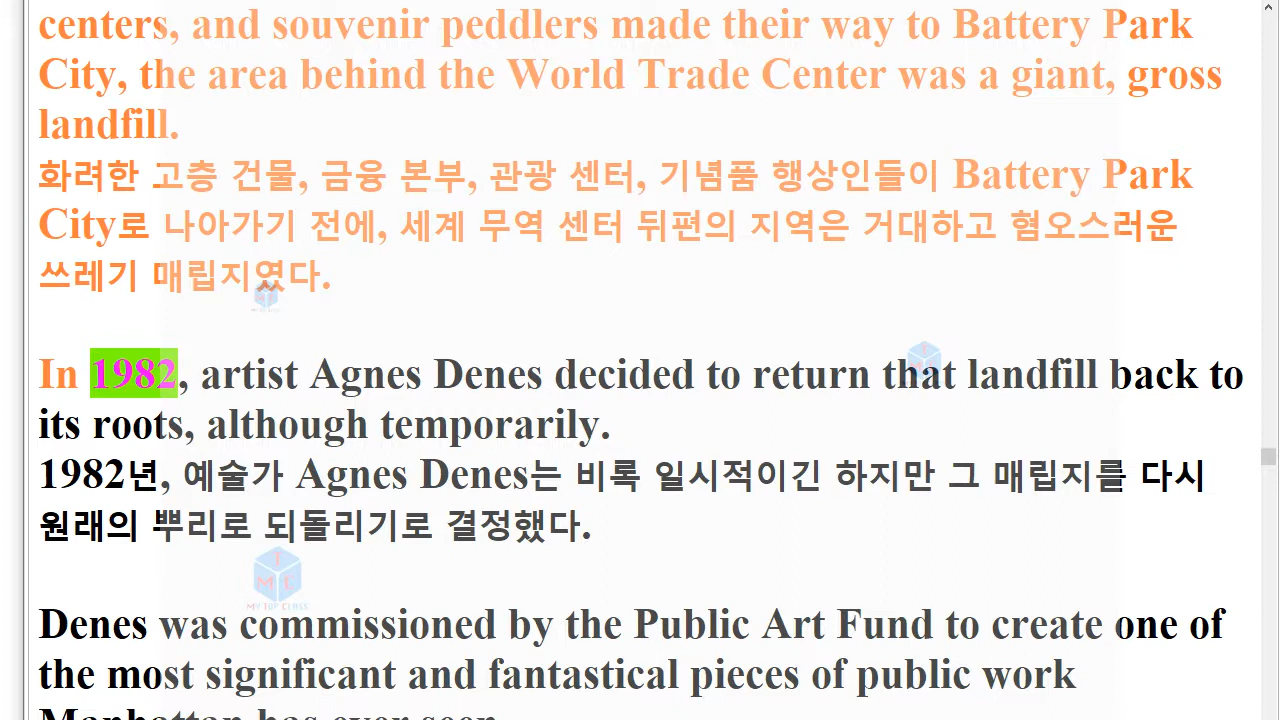 centers, and souvenir peddlers made their way to Battery Park
City, the area behind the World Trade Center was a giant, gross
landfill.
화려한 고층 건물, 금융 본부, 관광 센터, 기념품 행상인들이 Battery Park
City로 나아가기 전에, 세계 무역 센터 뒤편의 지역은 거대하고 혐오스러운
쓰레기 매립지였다.
In 1982, artist Agnes Denes decided to return that landfill back to
its roots, although temporarily.
1982년, 예술가 Agnes Denes는 비록 일시적이긴 하지만 그 매립지를 다시
원래의 뿌리로 되돌리기로 결정했다.
MY TOP CLASS
Denes was commissioned by the Public Art Fund to create one of
the most significant and fantastical pieces of public work
Manhattan has ever seen.